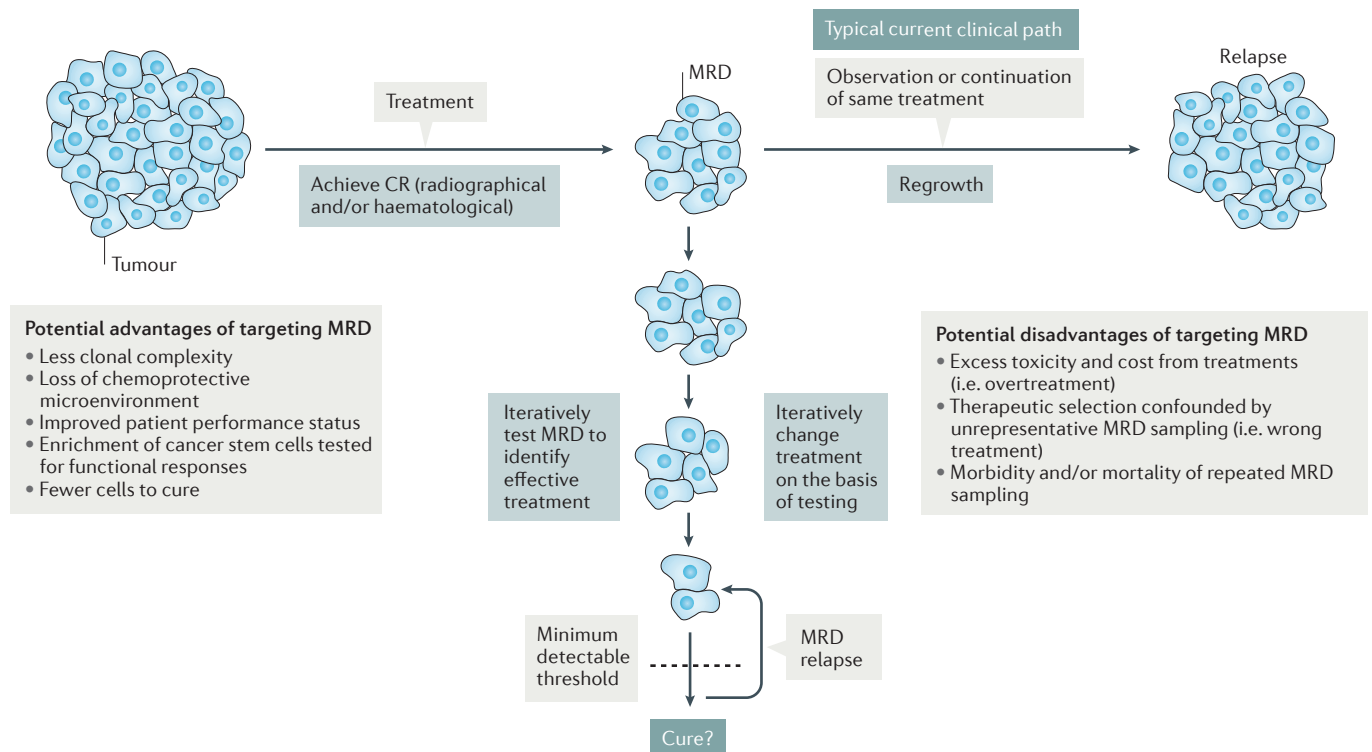 Typical current clinical path
Treatment
MRD
Observation or continuation
of same treatment
Relapse
Achieve CR (radiographical
and/or haematological)
Regrowth
Tumour
Potential advantages of targeting MRD
• Less clonal complexity
• Loss of chemoprotective
microenvironment
• Improved patient performance status
• Enrichment of cancer stem cells tested
for functional responses
• Fewer cells to cure
Iteratively
test MRD to
identify
effective
treatment
Iteratively
change
treatment
on the basis
of testing
Potential disadvantages of targeting MRD
• Excess toxicity and cost from treatments
(i.e. overtreatment)
• Therapeutic selection confounded by
unrepresentative MRD sampling (i.e. wrong
treatment)
• Morbidity and/or mortality of repeated MRD
sampling
Minimum
detectable
threshold
MRD
relapse
Cure?